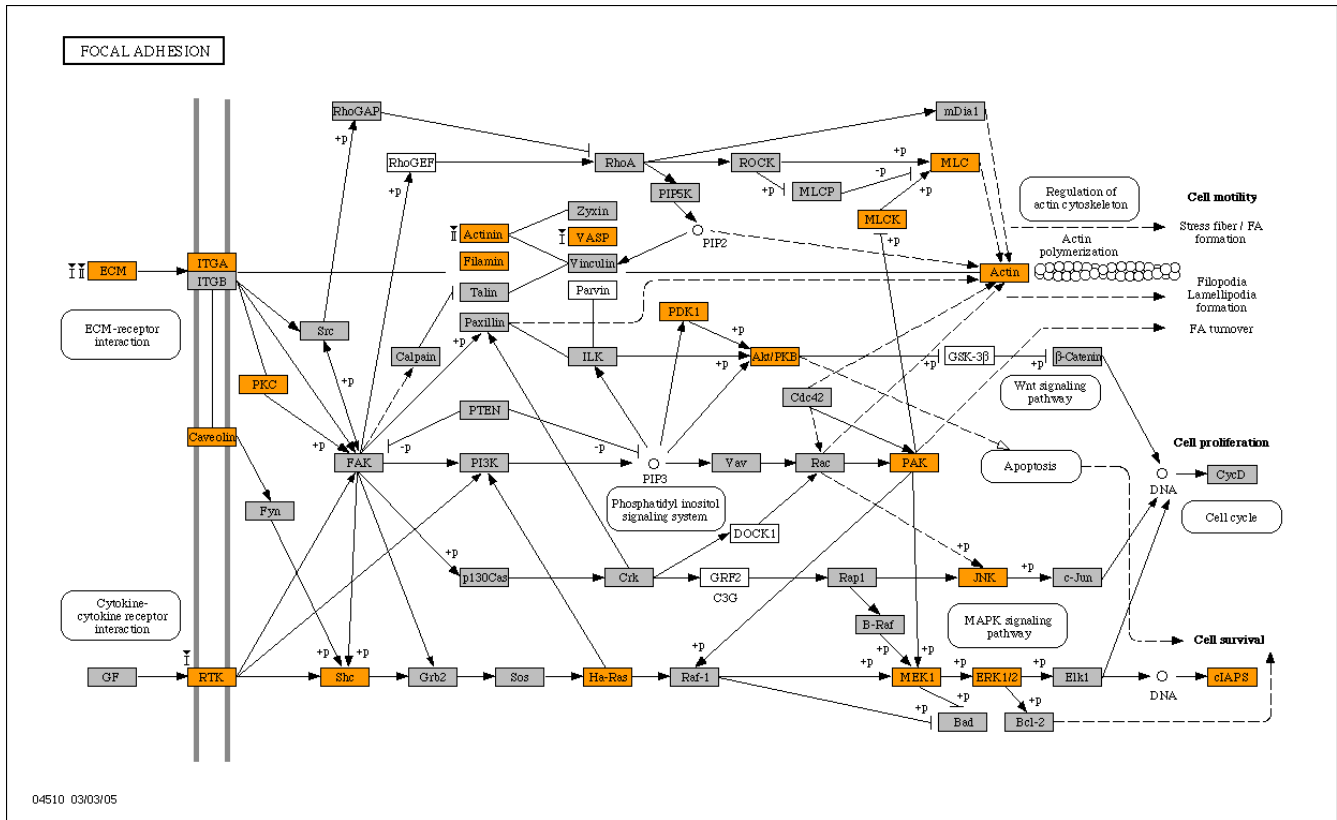 FOCAL ADHESION
RhoGAP
mDia1
+p
RhoGEF
RhoA
ROCK
+p
MLC
+p
PIP5K
+p
MLCP
-p
+p
Regulation of
actin cytoskeleton
Cell motility
Zyxin
MLCK
Stress fiber / FA
formation
II
Actinin
I
VASP
PIP2
+p
Actin
polymerization
I II
ECM
ITGA
Filamin
Vinculin
Actin
ITGB
Talin
Parvin
Filopodia
Lamellipodia
formation
ECM-receptor
interaction
Src
Paxillin
PDK1
FA turnover
+p
+p
Calpain
ILK
+p
Akt/PKB
+p
GSK-3β
+p
β-Catenin
PKC
+p
Cdc42
Wnt signaling
pathway
PTEN
Caveolin
+p
-p
-p
Cell proliferation
FAK
PI3K
PIP3
Vav
Rac
PAK
Apoptosis
DNA
CycD
Fyn
Phosphatidyl inositol
signaling system
Cell cycle
DOCK1
+p
+p
p130Cas
Crk
GRF2
C3G
Rap1
JNK
+p
c-Jun
Cytokine-
cytokine receptor
interaction
B-Raf
MAPK signaling
pathway
Cell survival
I
+p
+p
+p
+p
+p
+p
+p
GF
RTK
Shc
Grb2
Sos
Ha-Ras
Raf-1
MEK1
ERK1/2
Elk1
DNA
cIAPS
+p
+p
+p
Bad
Bcl-2
04510 03/03/05